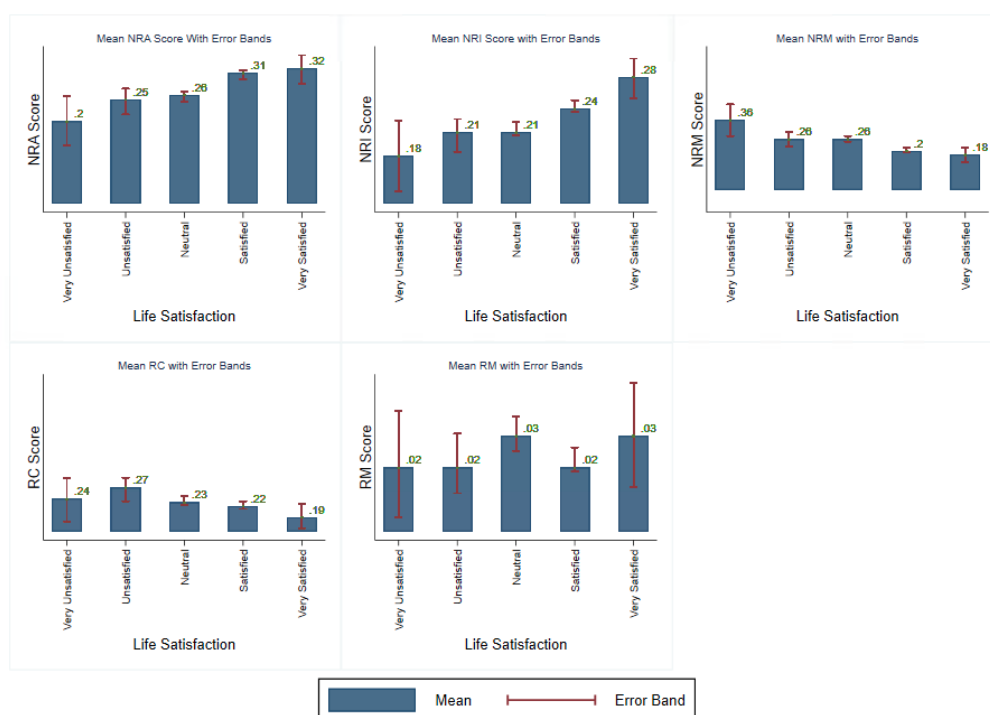 Mean NRA Score With Error Bands
NRA Score
.2
.25
.26
.31
.32
Very Unsatisfied
Unsatisfied
Neutral
Satisfied
Very Satisfied
Life Satisfaction
Mean NRI Score with Error Bands
NRI Score
.18
.21
.21
.24
.28
Very Unsatisfied
Unsatisfied
Neutral
Satisfied
Very Satisfied
Life Satisfaction
Mean NRM with Error Bands
NRM Score
.36
.26
.26
.2
.18
Very Unsatisfied
Unsatisfied
Neutral
Satisfied
Very Satisfied
Life Satisfaction
Mean RC with Error Bands
RC Score
.24
.27
.23
.22
.19
Very Unsatisfied
Unsatisfied
Neutral
Satisfied
Very Satisfied
Life Satisfaction
Mean RM with Error Bands
RM Score
.02
.02
.03
.02
.03
Very Unsatisfied
Unsatisfied
Neutral
Satisfied
Very Satisfied
Life Satisfaction
Mean
Error Band